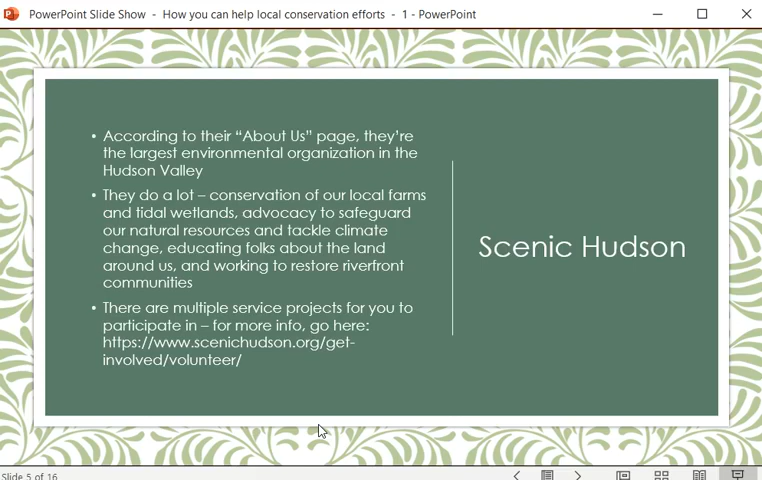 PowerPoint Slide Show - How you can help local conservation efforts - 1 - PowerPoint
• According to their “About Us” page, they’re
the largest environmental organization in the
Hudson Valley
• They do a lot – conservation of our local farms
and tidal wetlands, advocacy to safeguard
our natural resources and tackle climate
change, educating folks about the land
around us, and working to restore riverfront
communities
• There are multiple service projects for you to
participate in – for more info, go here:
https://www.scenichudson.org/get-
involved/volunteer/
Scenic Hudson
Slide 5 of 16